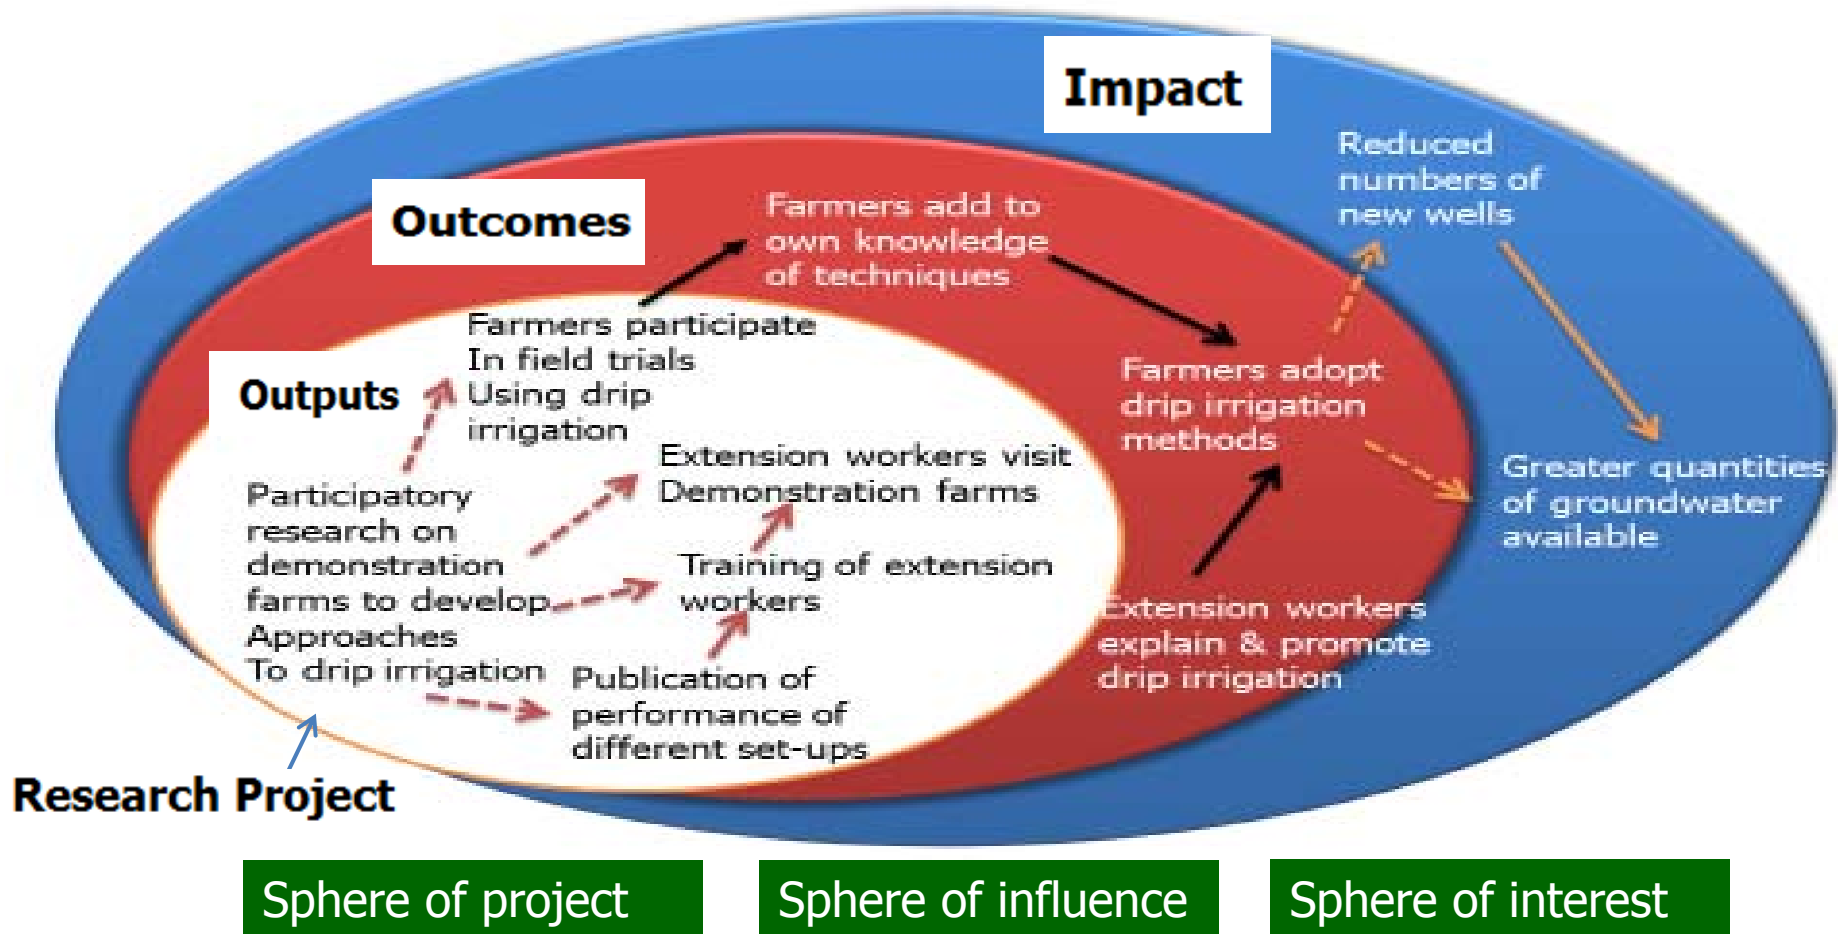 Impact
Reduced
numbers of
new wells
Outcomes
Farmers add to
own knowledge
of techniques
Farmers participate
In field trials
Using drip
irrigation
Outputs
Farmers adopt
drip irrigation
methods
Extension workers visit
Demonstration farms
Greater quantities
of groundwater
available
Participatory
research on
demonstration
farms to develop
Approaches
To drip irrigation
Training of extension
workers
Extension workers
explain & promote
drip irrigation
Publication of
performance of
different set-ups
Research Project
Sphere of project
Sphere of influence
Sphere of interest